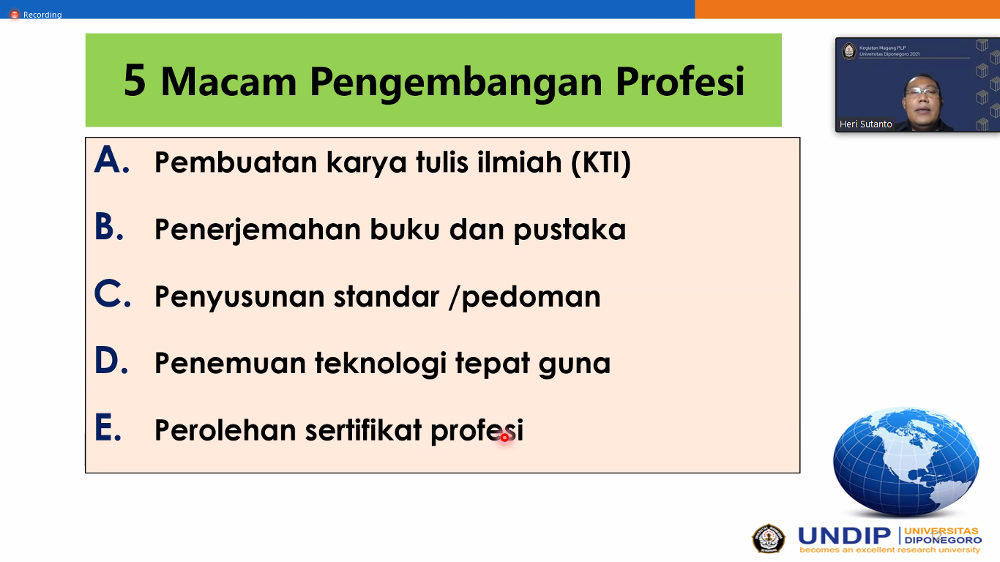 Recording
5 Macam Pengembangan Profesi
Kegiatan Magang PLP
Universitas Diponegoro 2021
Heri Sutanto
A. Pembuatan karya tulis ilmiah (KTI)
B. Penerjemahan buku dan pustaka
C. Penyusunan standar /pedoman
D. Penemuan teknologi tepat guna
E. Perolehan sertifikat profesi
UNDIP
UNIVERSITAS
DIPONEGORO
becomes an excellent research university
12